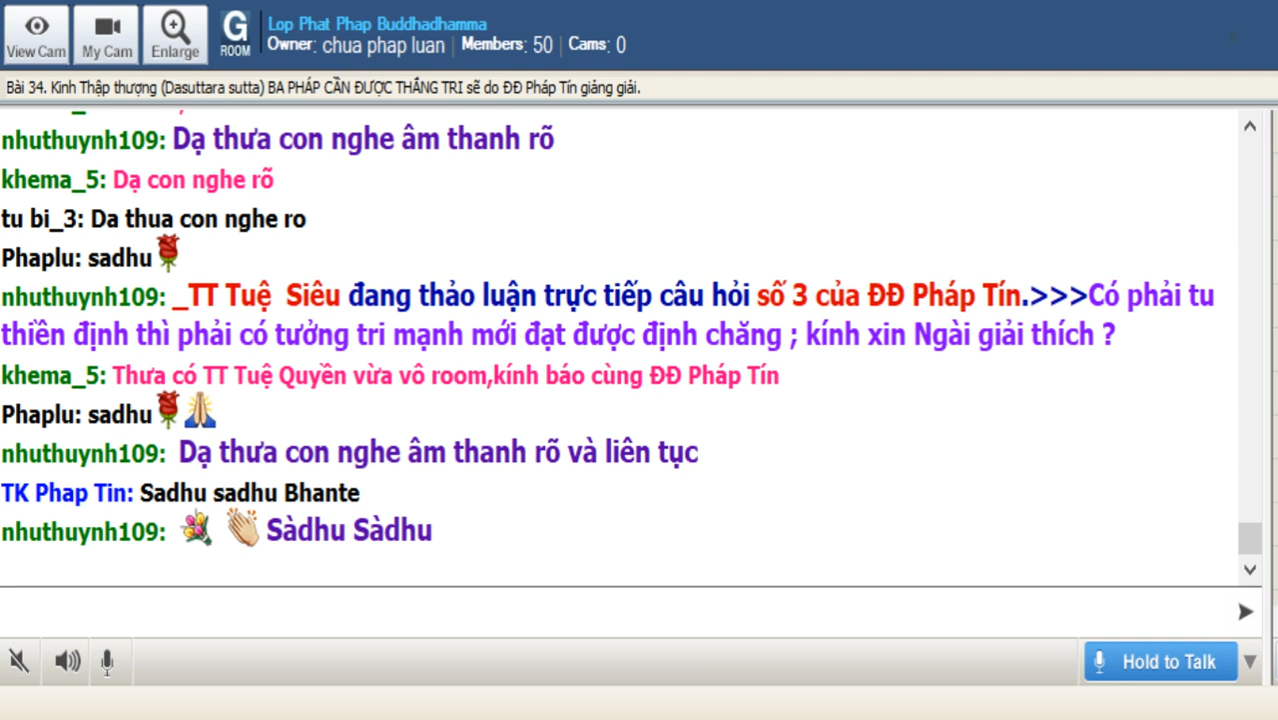 View Cam
My Cam
Enlarge
G
ROOM
Lop Phat Phap Buddhadhamma
Owner: chua phap luan | Members: 50 | Cams: 0
Bài 34. Kinh Thập thượng (Dasuttara sutta) BA PHÁP CẦN ĐƯỢC THẮNG TRI sẽ do ĐĐ Pháp Tín giảng giải.
nhuthuynh109: Dạ thưa con nghe âm thanh rõ
khema_5: Dạ con nghe rõ
tu bi_3: Da thua con nghe ro
Phaplu: sadhu
nhuthuynh109: _TT Tuệ Siêu đang thảo luận trực tiếp câu hỏi số 3 của ĐĐ Pháp Tín.>>>Có phải tu
thiền định thì phải có tưởng tri mạnh mới đạt được định chăng ; kính xin Ngài giải thích ?
khema_5: Thưa có TT Tuệ Quyền vừa vô room,kính báo cùng ĐĐ Pháp Tín
Phaplu: sadhu
nhuthuynh109: Dạ thưa con nghe âm thanh rõ và liên tục
TK Phap Tin: Sadhu sadhu Bhante
nhuthuynh109: Sàdhu Sàdhu
Hold to Talk